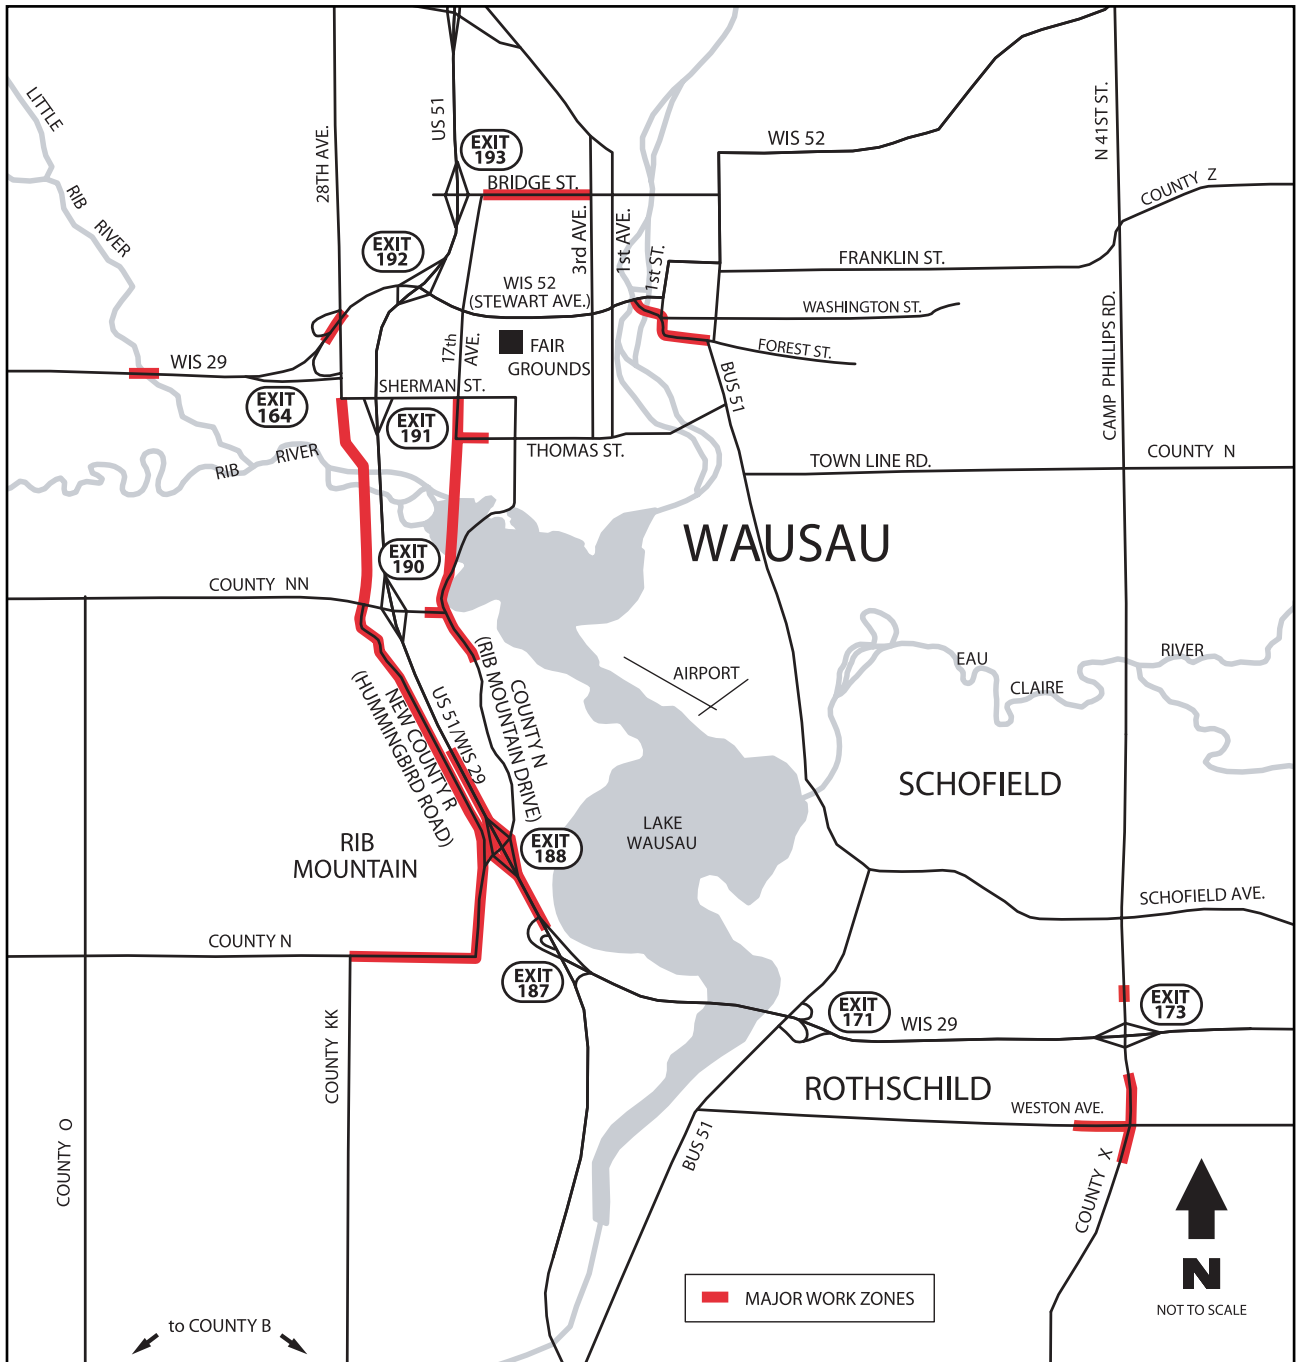 LITTLE
RIB
RIVER
28TH AVE.
US 51
EXIT
193
BRIDGE ST.
WIS 52
N 41ST ST.
COUNTY Z
EXIT
192
3rd AVE.
1st AVE.
1st ST.
FRANKLIN ST.
WIS 52
(STEWART AVE.)
WASHINGTON ST.
FOREST ST.
WIS 29
17th
AVE.
FAIR
GROUNDS
SHERMAN ST.
BUS 51
CAMP PHILLIPS RD.
EXIT
164
EXIT
191
THOMAS ST.
RIB
RIVER
TOWN LINE RD.
COUNTY N
WAUSAU
EXIT
190
COUNTY NN
EAU
CLAIRE
RIVER
AIRPORT
COUNTY N
(RIB MOUNTAIN DRIVE)
US 51/WIS 29
NEW COUNTY R
(HUMMINGBIRD ROAD)
SCHOFIELD
LAKE
WAUSAU
RIB
MOUNTAIN
EXIT
188
SCHOFIELD AVE.
COUNTY N
EXIT
187
EXIT
171
WIS 29
EXIT
173
COUNTY KK
ROTHSCHILD
WESTON AVE.
COUNTY O
BUS 51
COUNTY X
N
NOT TO SCALE
MAJOR WORK ZONES
to COUNTY B